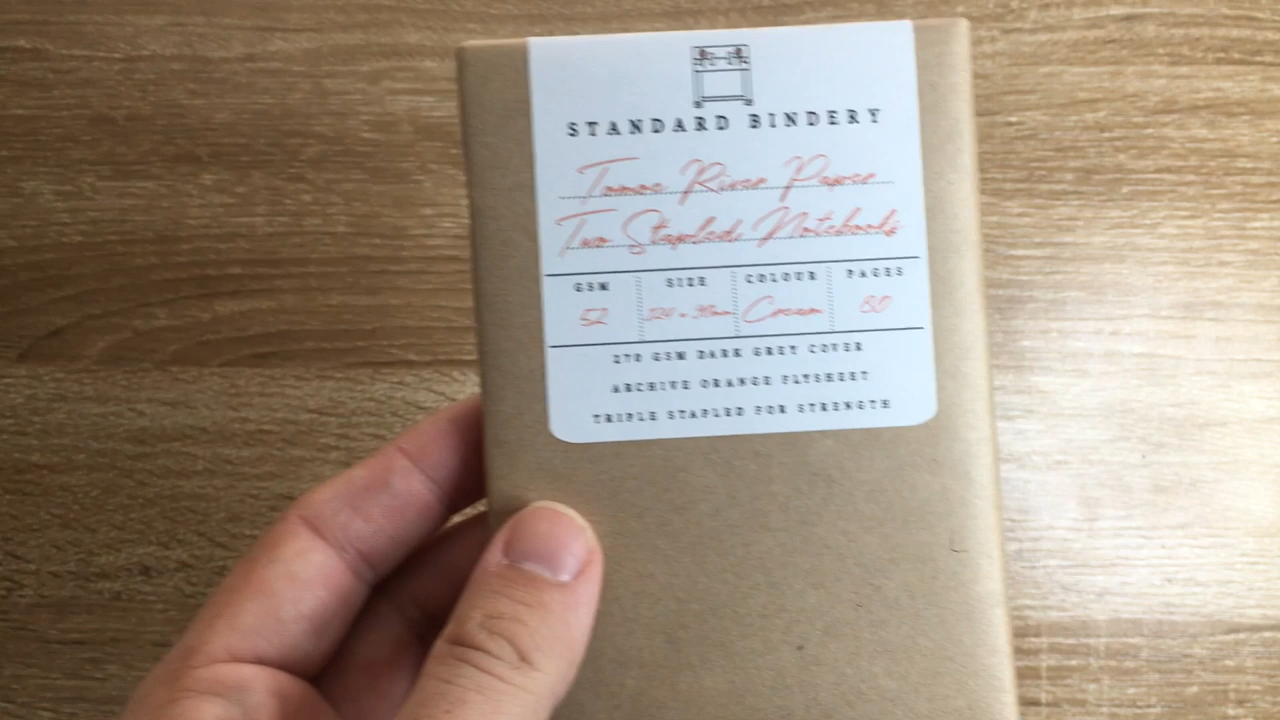 STANDARD BINDERY
Tomoe River Paper
Two Stapled Notebooks
GSM SIZE COLOUR PAGES
52 Cream 80
270 GSM DARK GREY COVER
ARCHIVE ORANGE FLYSHEET
TRIPLE STAPLED FOR STRENGTH